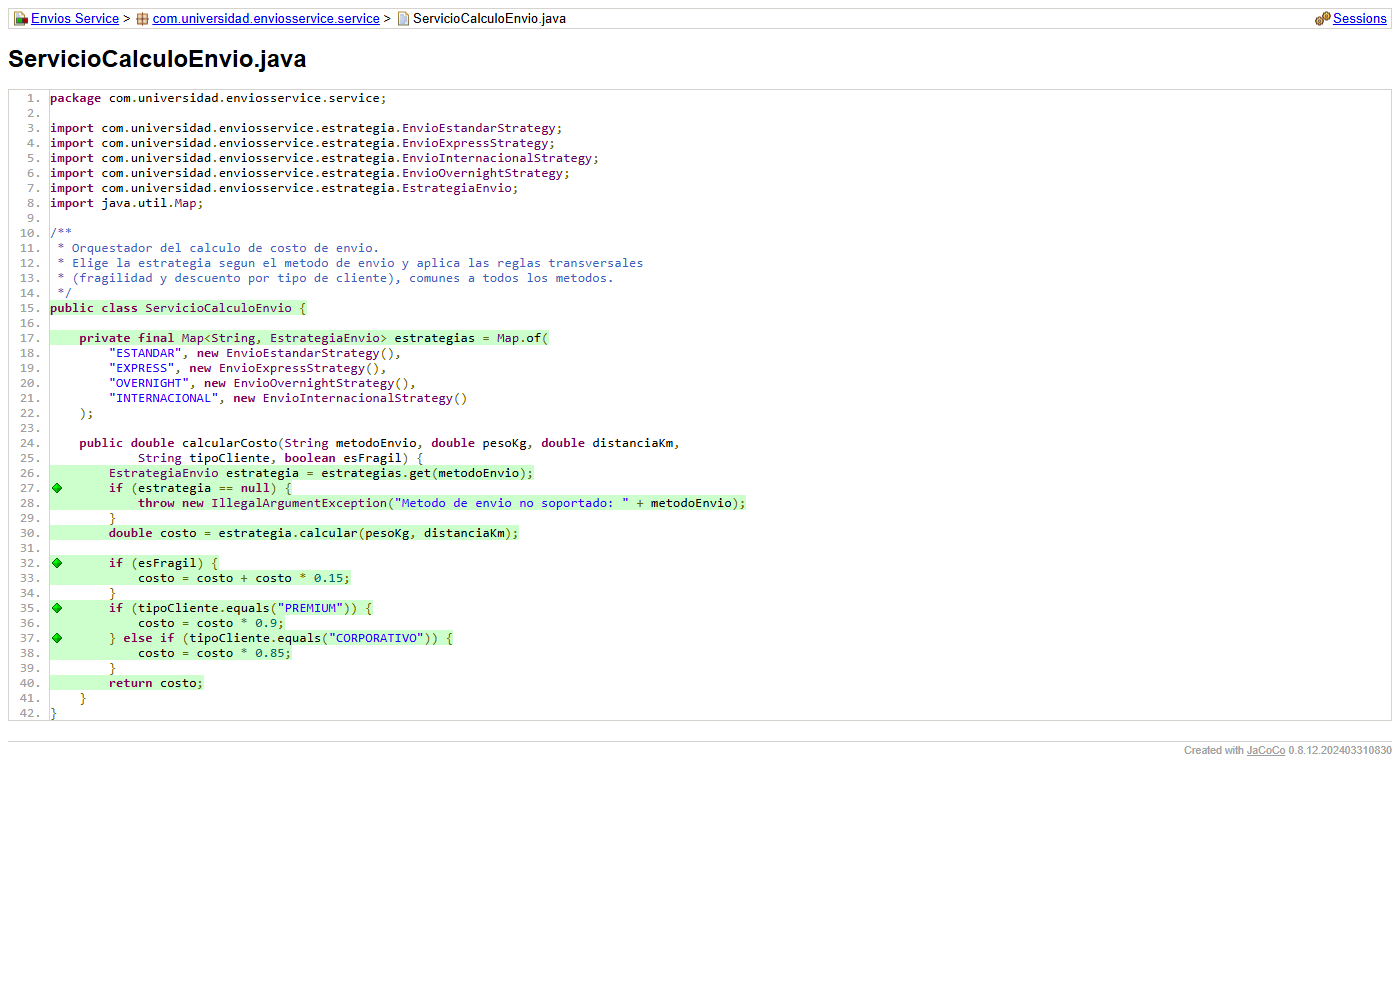 Envios Service > com.universidad.enviosservice.service > ServicioCalculoEnvio.java Sessions
ServicioCalculoEnvio.java
1. package com.universidad.enviosservice.service;
2.
3. import com.universidad.enviosservice.estrategia.EnvioEstandarStrategy;
4. import com.universidad.enviosservice.estrategia.EnvioExpressStrategy;
5. import com.universidad.enviosservice.estrategia.EnvioInternacionalStrategy;
6. import com.universidad.enviosservice.estrategia.EnvioOvernightStrategy;
7. import com.universidad.enviosservice.estrategia.EstrategiaEnvio;
8. import java.util.Map;
9.
10. /**
11.  * Orquestador del calculo de costo de envio.
12.  * Elige la estrategia segun el metodo de envio y aplica las reglas transversales
13.  * (fragilidad y descuento por tipo de cliente), comunes a todos los metodos.
14.  */
15. public class ServicioCalculoEnvio {
16.
17.     private final Map<String, EstrategiaEnvio> estrategias = Map.of(
18.         "ESTANDAR", new EnvioEstandarStrategy(),
19.         "EXPRESS", new EnvioExpressStrategy(),
20.         "OVERNIGHT", new EnvioOvernightStrategy(),
21.         "INTERNACIONAL", new EnvioInternacionalStrategy()
22.     );
23.
24.     public double calcularCosto(String metodoEnvio, double pesoKg, double distanciaKm,
25.             String tipoCliente, boolean esFragil) {
26.         EstrategiaEnvio estrategia = estrategias.get(metodoEnvio);
27.         if (estrategia == null) {
28.             throw new IllegalArgumentException("Metodo de envio no soportado: " + metodoEnvio);
29.         }
30.         double costo = estrategia.calcular(pesoKg, distanciaKm);
31.
32.         if (esFragil) {
33.             costo = costo + costo * 0.15;
34.         }
35.         if (tipoCliente.equals("PREMIUM")) {
36.             costo = costo * 0.9;
37.         } else if (tipoCliente.equals("CORPORATIVO")) {
38.             costo = costo * 0.85;
39.         }
40.         return costo;
41.     }
42. }
Created with JaCoCo 0.8.12.202403310830